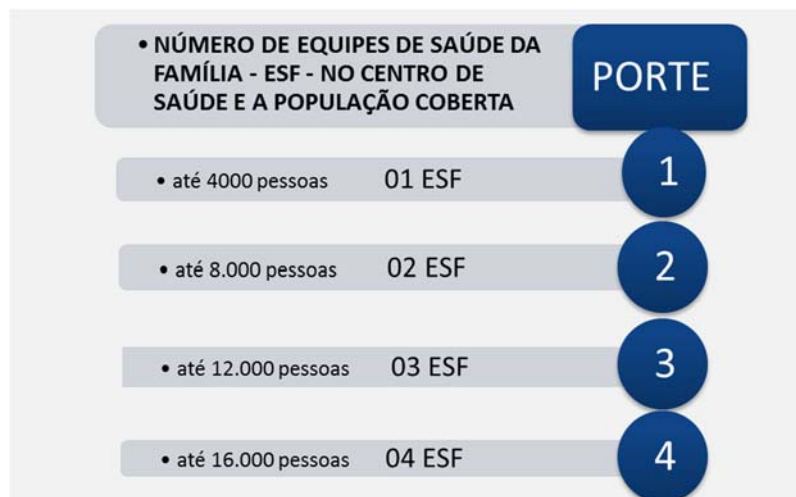 • NÚMERO DE EQUIPES DE SAÚDE DA
FAMÍLIA - ESF - NO CENTRO DE
SAÚDE E A POPULAÇÃO COBERTA
PORTE
• até 4000 pessoas 01 ESF 1
• até 8.000 pessoas 02 ESF 2
• até 12.000 pessoas 03 ESF 3
• até 16.000 pessoas 04 ESF 4